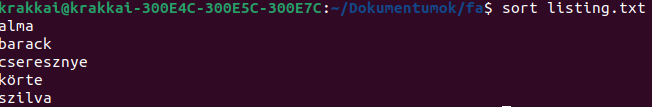 krakkai@krakkai-300E4C-300E5C-300E7C:~/Dokumentumok/fa$ sort listing.txt
alma
barack
cseresznye
körte
szilva